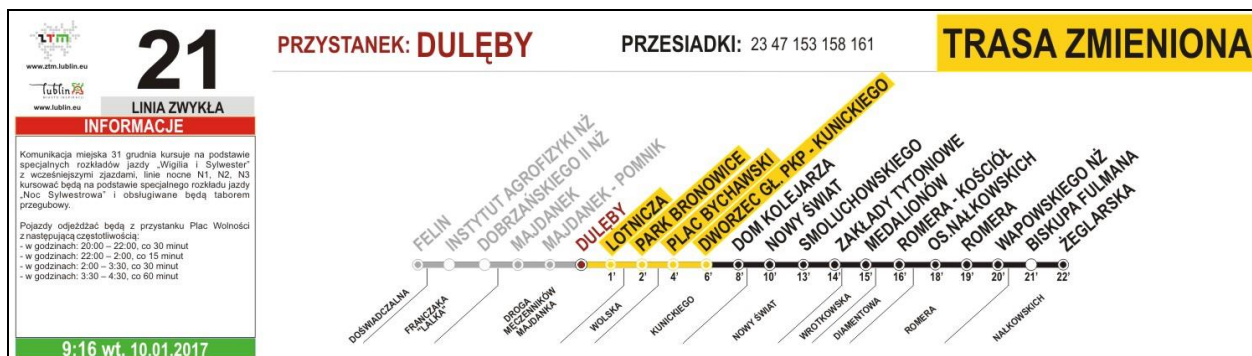 ztm
www.ztm.lublin.eu
lublin
www.lublin.eu
21
LINIA ZWYKŁA
PRZYSTANEK: DULĘBY
PRZESIADKI: 23 47 153 158 161
TRASA ZMIENIONA
INFORMACJE
Komunikacja miejska 31 grudnia kursuje na podstawie
specjalnych rozkładów jazdy „Wigilia i Sylwester”
z wcześniejszymi zjazdami, linie nocne N1, N2, N3
kursować będą na podstawie specjalnego rozkładu jazdy
„Noc Sylwestrowa” i obsługiwane będą taborem
przegubowy.
Pojazdy odjeżdżać będą z przystanku Plac Wolności
z następującą częstotliwością:
- w godzinach: 20:00 – 22:00, co 30 minut
- w godzinach: 22:00 – 2:00, co 15 minut
- w godzinach: 2:00 – 3:30, co 30 minut
- w godzinach: 3:30 – 4:30, co 60 minut
9:16 wt. 10.01.2017
FELIN
INSTYTUT AGROFIZYKI NŻ
DOBRZAŃSKIEGO II NŻ
MAJDANEK
MAJDANEK - POMNIK
DULĘBY
LOTNICZA
PARK BRONOWICE
PLAC BYCHAWSKI
DWORZEC GŁ. PKP - KUNICKIEGO
DOM KOLEJARZA
NOWY ŚWIAT
SMOLUCHOWSKIEGO
ZAKŁADY TYTONIOWE
MEDALIONÓW
ROMERA - KOŚCIÓŁ
OS.NAŁKOWSKICH
ROMERA
WAPOWSKIEGO NŻ
BISKUPA FULMANA
ŻEGLARSKA
1' 2' 4' 6' 8' 10' 13' 14' 15' 16' 18' 19' 20' 21' 22'
DOŚWIADCZALNA
FRANCZAKA
"LALKA"
DROGA
MĘCZENNIKÓW
MAJDANKA
WOLSKA
KUNICKIEGO
NOWY ŚWIAT
WROTKOWSKA
DIAMENTOWA
ROMERA
NAŁKOWSKICH